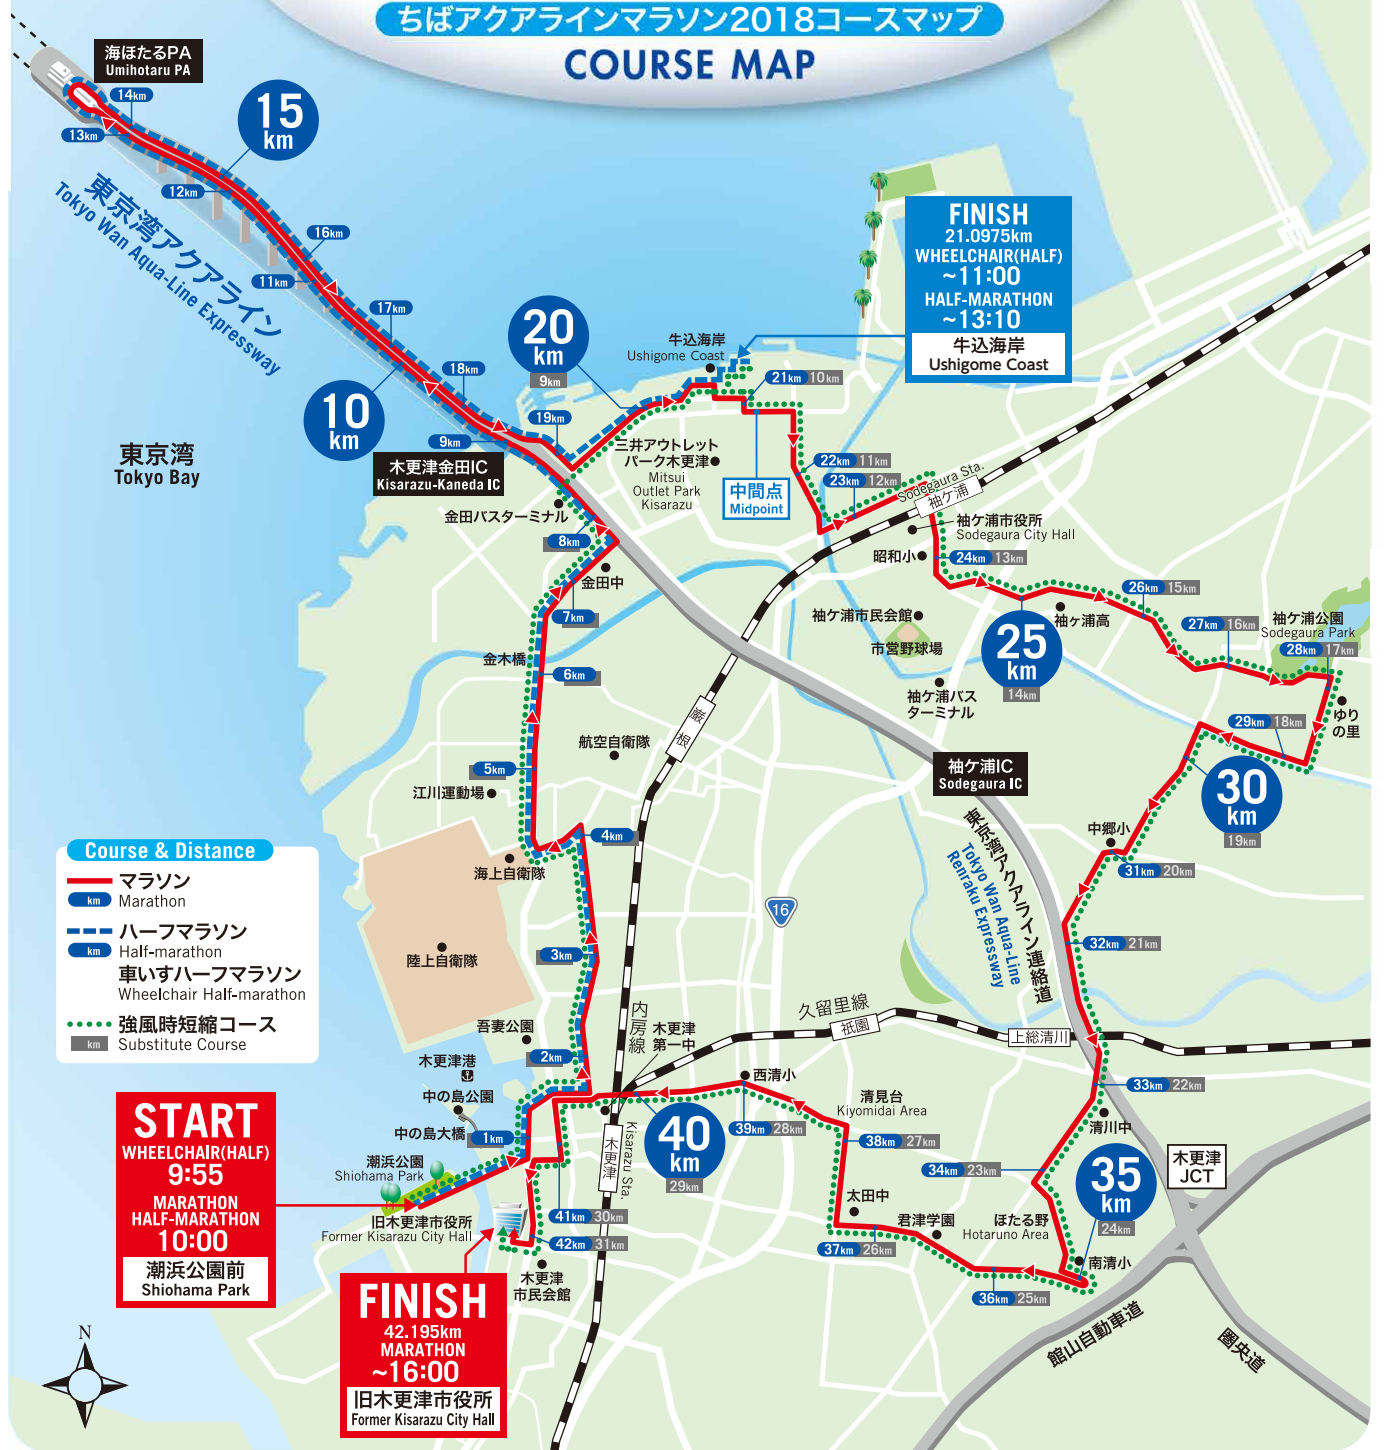 ちばアクアラインマラソン2018コースマップ
COURSE MAP
海ほたるPA
Umihotaru PA
14km
13km
15
km
12km
東京湾アクアライン
Tokyo Wan Aqua-Line Expressway
16km
11km
17km
18km
10
km
9km
19km
20
km
9km
東京湾
Tokyo Bay
木更津金田IC
Kisarazu-Kaneda IC
牛込海岸
Ushigome Coast
FINISH
21.0975km
WHEELCHAIR(HALF)
~11:00
HALF-MARATHON
~13:10
牛込海岸
Ushigome Coast
21km 10km
三井アウトレット
パーク木更津
Mitsui
Outlet Park
Kisarazu
中間点
Midpoint
22km 11km
23km 12km
Sodegaura Sta.
袖ケ浦
袖ケ浦市役所
Sodegaura City Hall
昭和小
24km 13km
金田バスターミナル
8km
金田中
7km
金木橋
6km
袖ケ浦市民会館
市営野球場
25
km
14km
袖ヶ浦高
26km 15km
27km 16km
袖ケ浦公園
Sodegaura Park
28km 17km
袖ケ浦バス
ターミナル
ゆり
の里
29km 18km
巌根
航空自衛隊
5km
江川運動場
袖ケ浦IC
Sodegaura IC
30
km
19km
4km
海上自衛隊
中郷小
31km 20km
東京湾アクアライン連絡道
Tokyo Wan Aqua-Line
Renraku Expressway
16
32km 21km
Course & Distance
マラソン
km Marathon
ハーフマラソン
km Half-marathon
車いすハーフマラソン
Wheelchair Half-marathon
強風時短縮コース
km Substitute Course
陸上自衛隊
3km
内房線
久留里線
祇園
上総清川
吾妻公園
木更津
第一中
2km
木更津港
中の島公園
中の島大橋
1km
西清小
清見台
Kiyomidai Area
33km 22km
清川中
START
WHEELCHAIR(HALF)
9:55
MARATHON
HALF-MARATHON
10:00
潮浜公園前
Shiohama Park
潮浜公園
Shiohama Park
木更津
Kisarazu Sta.
40
km
29km
39km 28km
38km 27km
34km 23km
35
km
24km
木更津
JCT
旧木更津市役所
Former Kisarazu City Hall
41km 30km
42km 31km
太田中
君津学園
ほたる野
Hotaruno Area
37km 26km
南清小
36km 25km
木更津
市民会館
FINISH
42.195km
MARATHON
~16:00
旧木更津市役所
Former Kisarazu City Hall
館山自動車道
圏央道
N